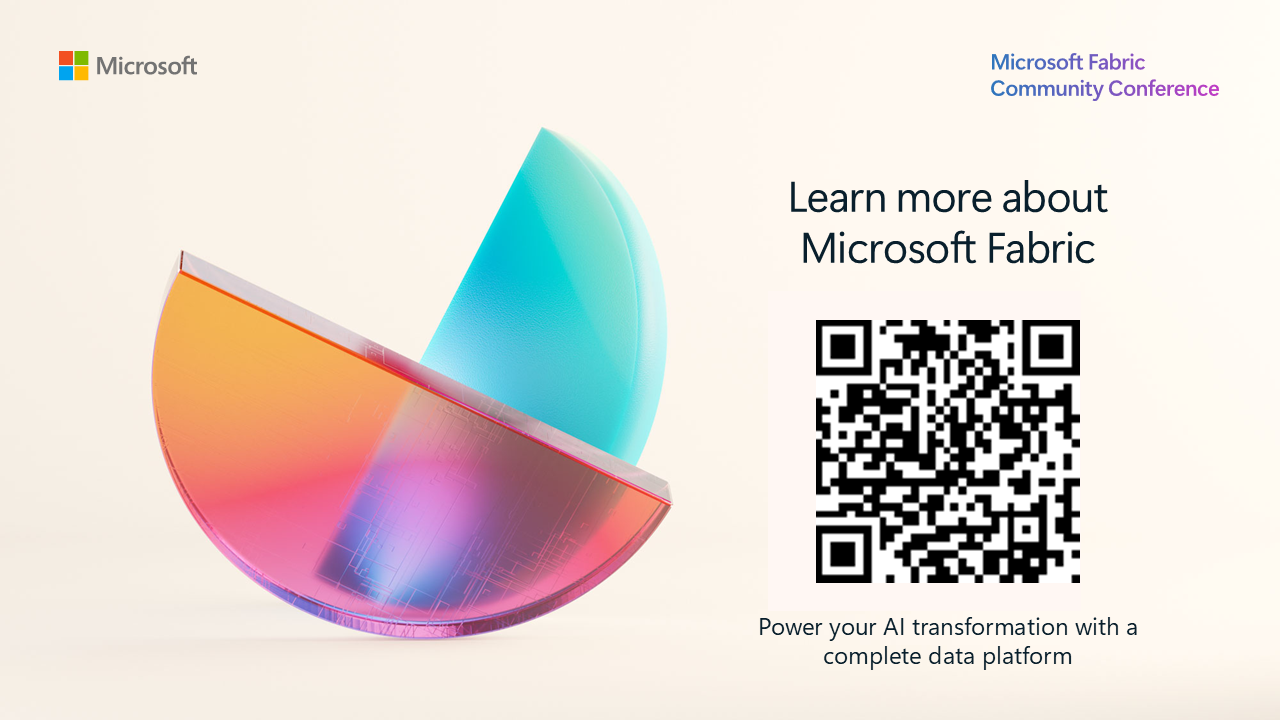 Microsoft
Microsoft Fabric
Community Conference
Learn more about
Microsoft Fabric
Power your AI transformation with a
complete data platform